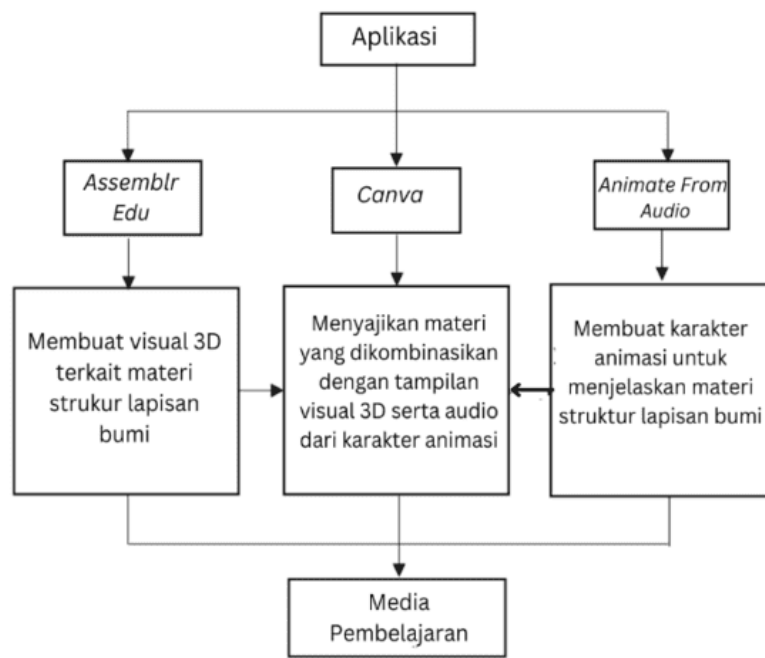 Aplikasi
Assemblr
Edu
Canva
Animate From
Audio
Membuat visual 3D
terkait materi
strukur lapisan
bumi
Menyajikan materi
yang dikombinasikan
dengan tampilan
visual 3D serta audio
dari karakter animasi
Membuat karakter
animasi untuk
menjelaskan materi
struktur lapisan bumi
Media
Pembelajaran